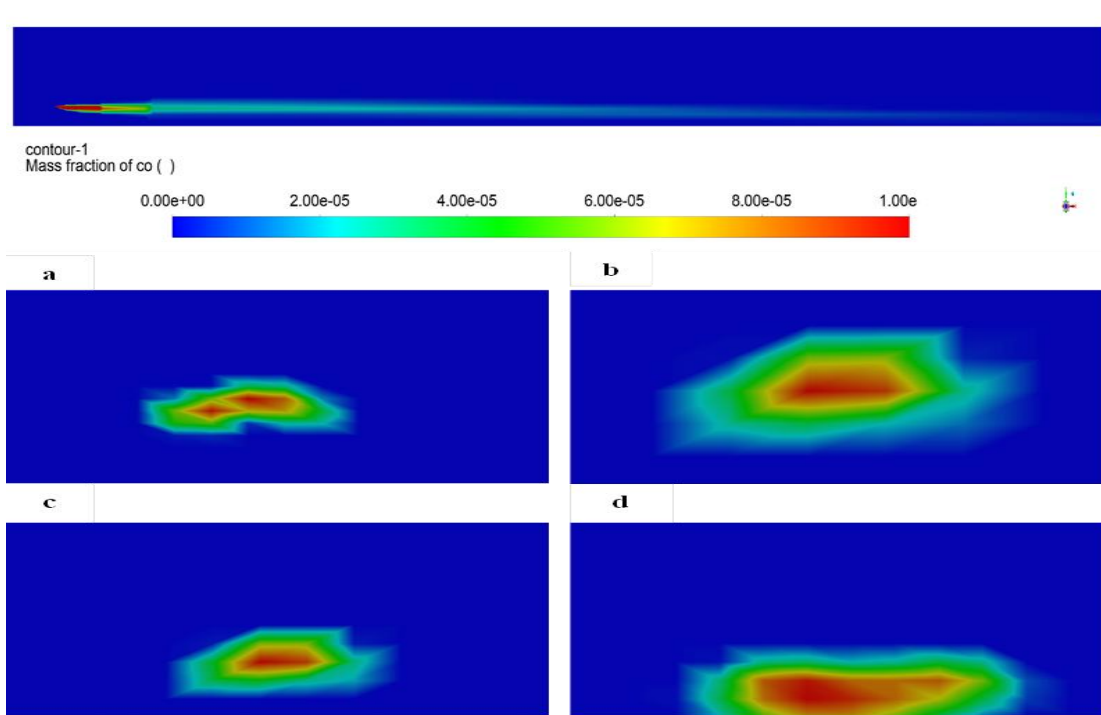 contour-1
Mass fraction of co ( )
0.00e+00 2.00e-05 4.00e-05 6.00e-05 8.00e-05 1.00e
a
b
c
d